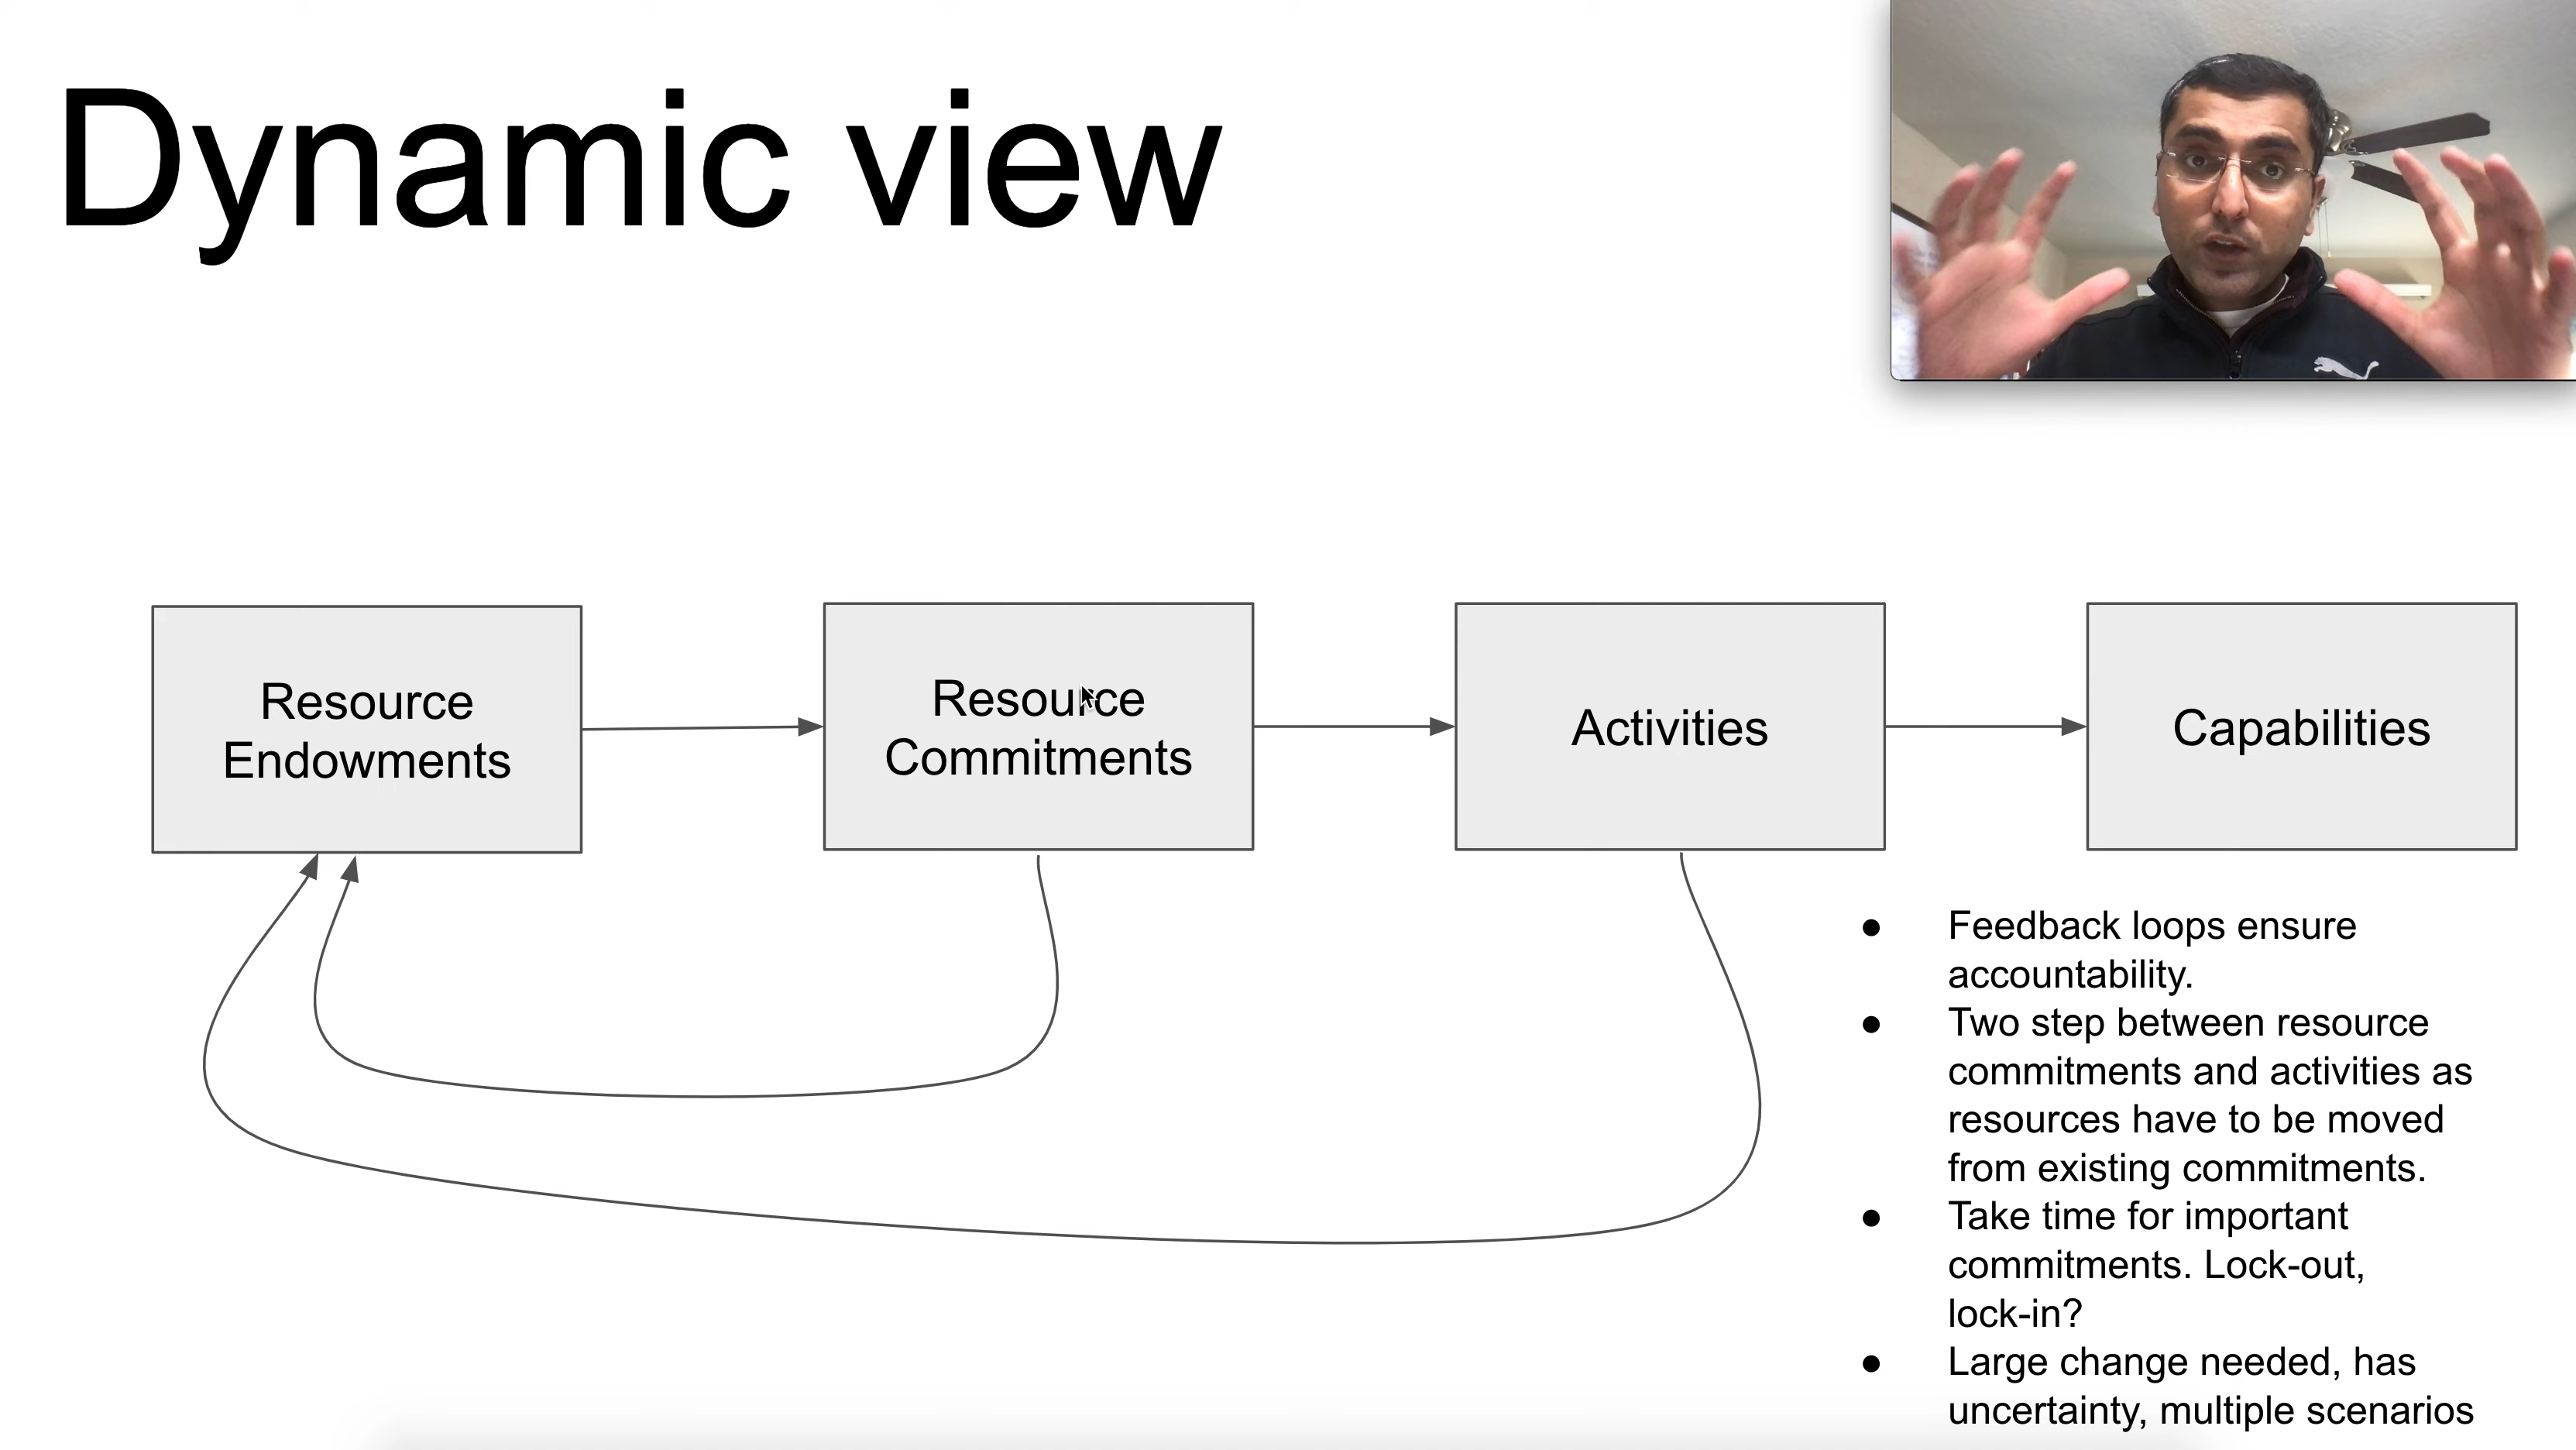 Dynamic view
Resource
Endowments
Resource
Commitments
Activities
Capabilities
● Feedback loops ensure
accountability.
● Two step between resource
commitments and activities as
resources have to be moved
from existing commitments.
● Take time for important
commitments. Lock-out,
lock-in?
● Large change needed, has
uncertainty, multiple scenarios